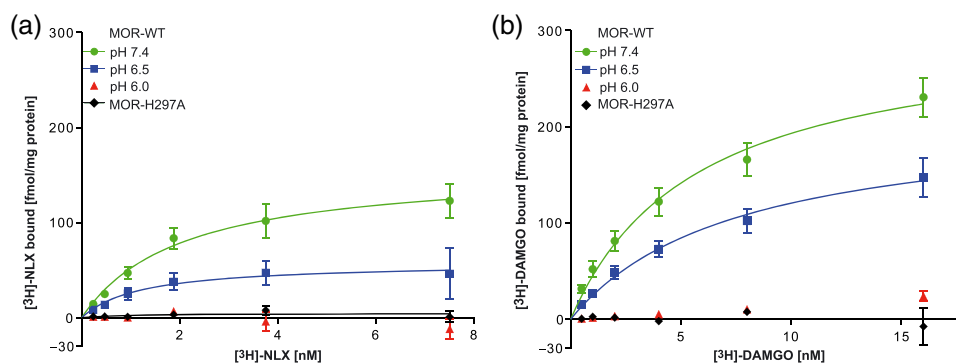 (a)
300
200
100
0
−30
[³H]-NLX bound [fmol/mg protein]
MOR-WT
pH 7.4
pH 6.5
pH 6.0
MOR-H297A
2
4
6
8
[³H]-NLX [nM]
(b)
300
200
100
0
−30
[³H]-DAMGO bound [fmol/mg protein]
MOR-WT
pH 7.4
pH 6.5
pH 6.0
MOR-H297A
5
10
15
[³H]-DAMGO [nM]